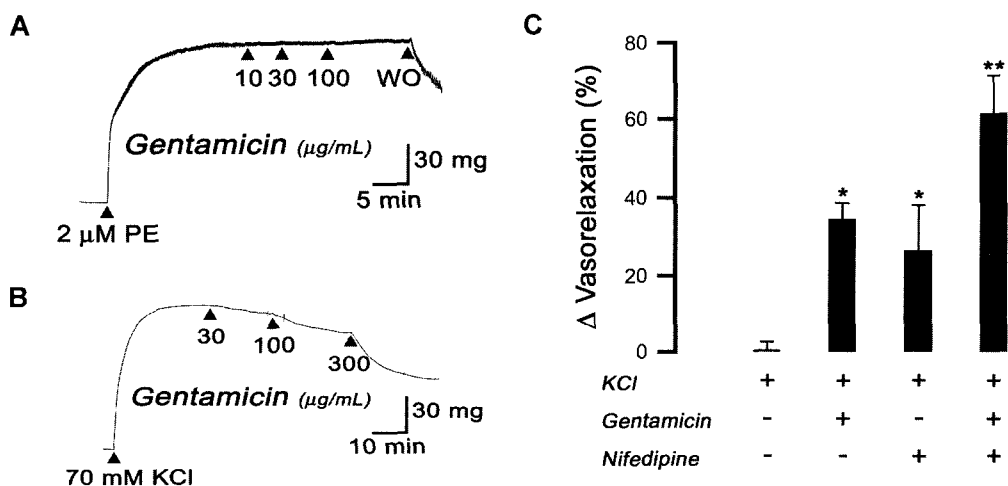 A
10 30 100 WO
Gentamicin (µg/mL)
30 mg
5 min
2 µM PE
B
30
100
300
Gentamicin (µg/mL)
30 mg
10 min
70 mM KCl
C
Δ Vasorelaxation (%)
80
60
40
20
0
* * **
KCl + + + +
Gentamicin - + - +
Nifedipine - - + +